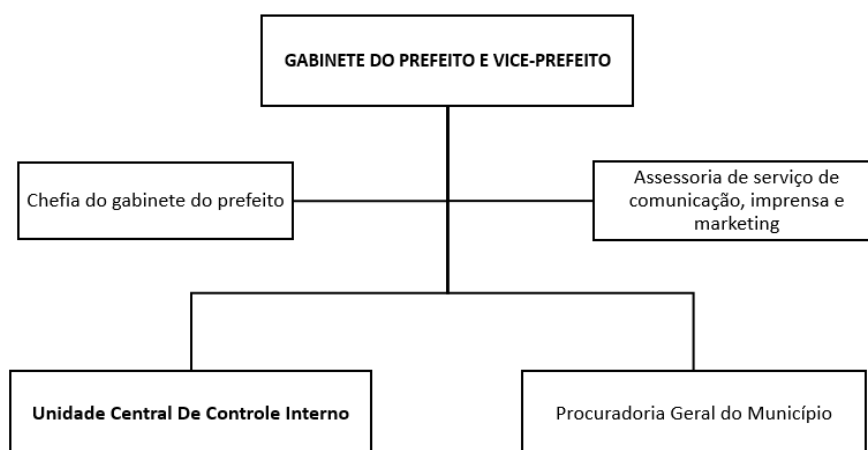 GABINETE DO PREFEITO E VICE-PREFEITO
Chefia do gabinete do prefeito
Assessoria de serviço de
comunicação, imprensa e
marketing
Unidade Central De Controle Interno
Procuradoria Geral do Município